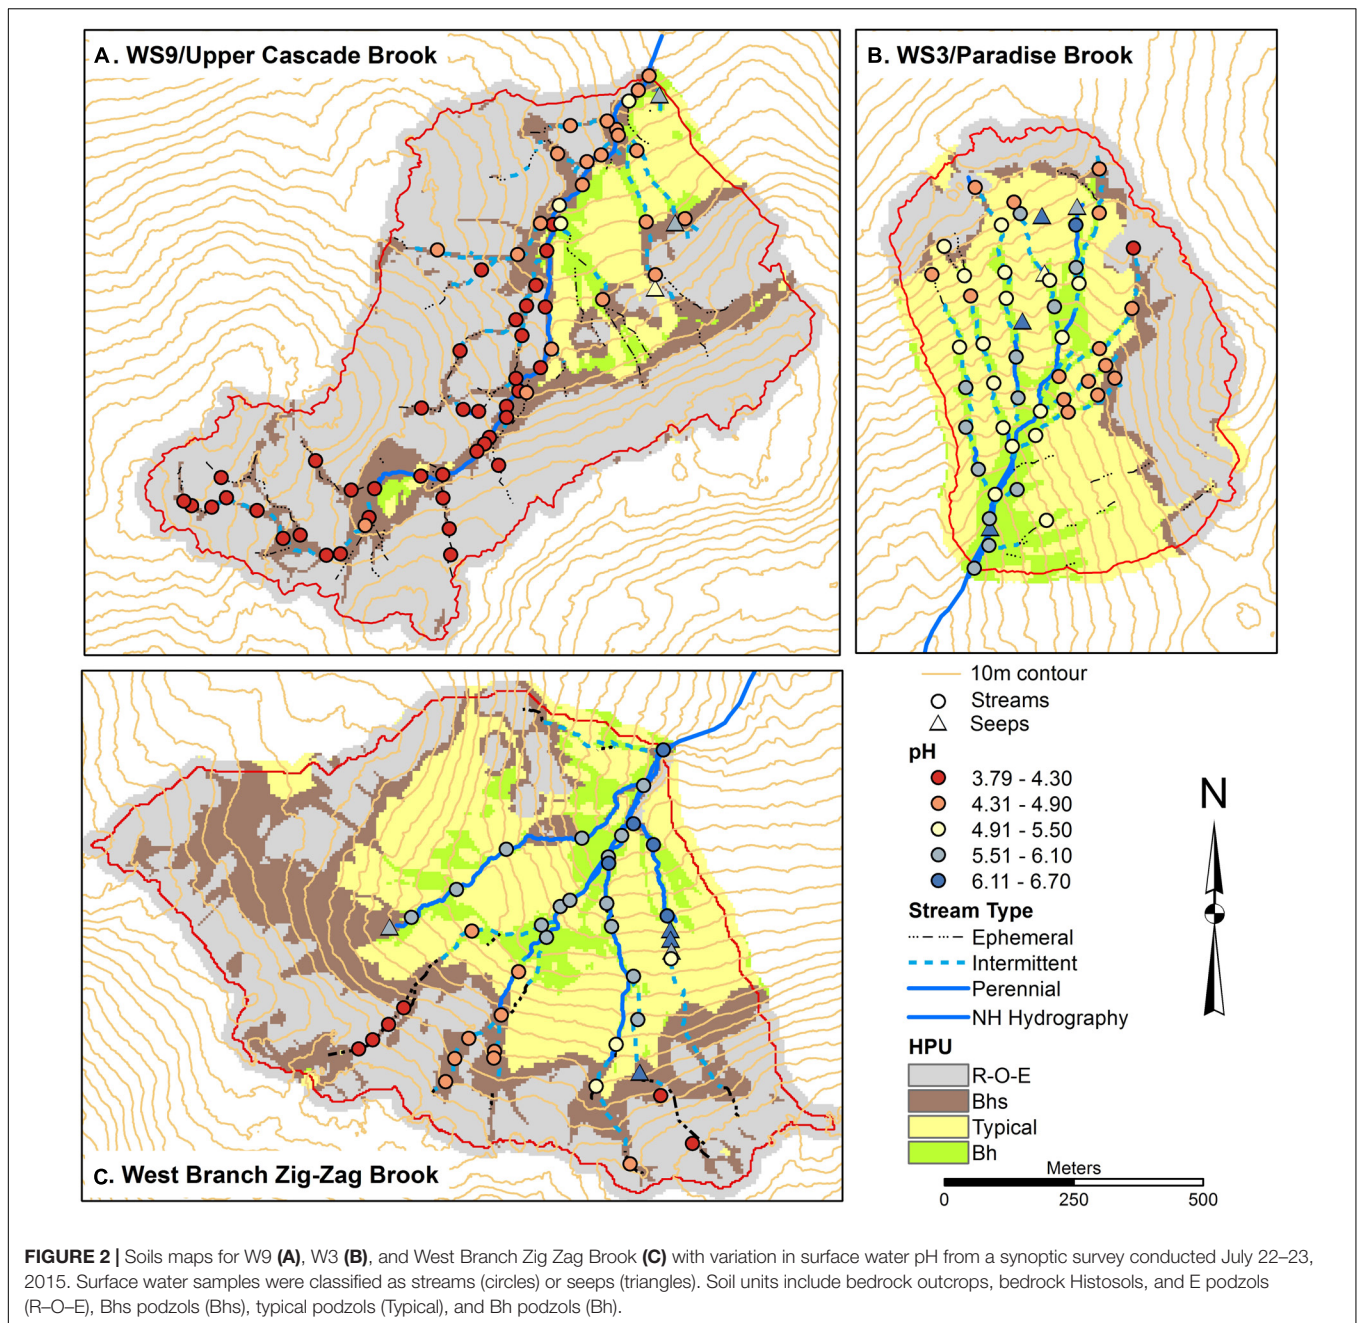 A. WS9/Upper Cascade Brook
B. WS3/Paradise Brook
C. West Branch Zig-Zag Brook
10m contour
Streams
Seeps
pH
3.79 - 4.30
4.31 - 4.90
4.91 - 5.50
5.51 - 6.10
6.11 - 6.70
Stream Type
Ephemeral
Intermittent
Perennial
NH Hydrography
HPU
R-O-E
Bhs
Typical
Bh
N
Meters
0 250 500
FIGURE 2 | Soils maps for W9 (A), W3 (B), and West Branch Zig Zag Brook (C) with variation in surface water pH from a synoptic survey conducted July 22–23,
2015. Surface water samples were classified as streams (circles) or seeps (triangles). Soil units include bedrock outcrops, bedrock Histosols, and E podzols
(R–O–E), Bhs podzols (Bhs), typical podzols (Typical), and Bh podzols (Bh).